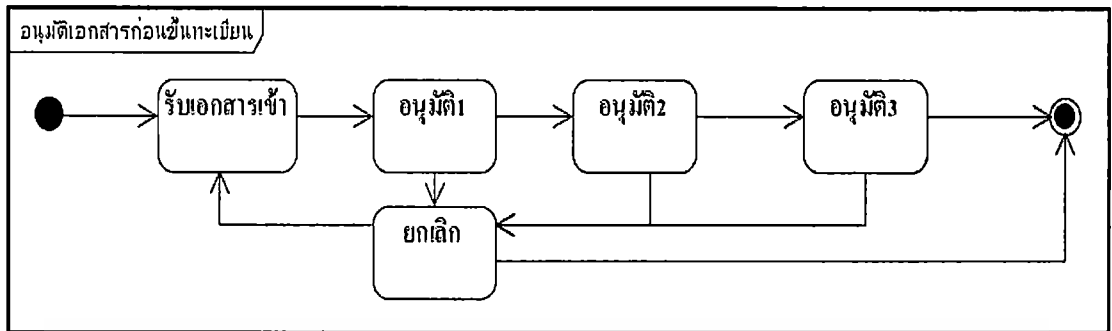 อนุมัติเอกสารก่อนขึ้นทะเบียน
รับเอกสารเข้า
อนุมัติ1
อนุมัติ2
อนุมัติ3
ยกเลิก